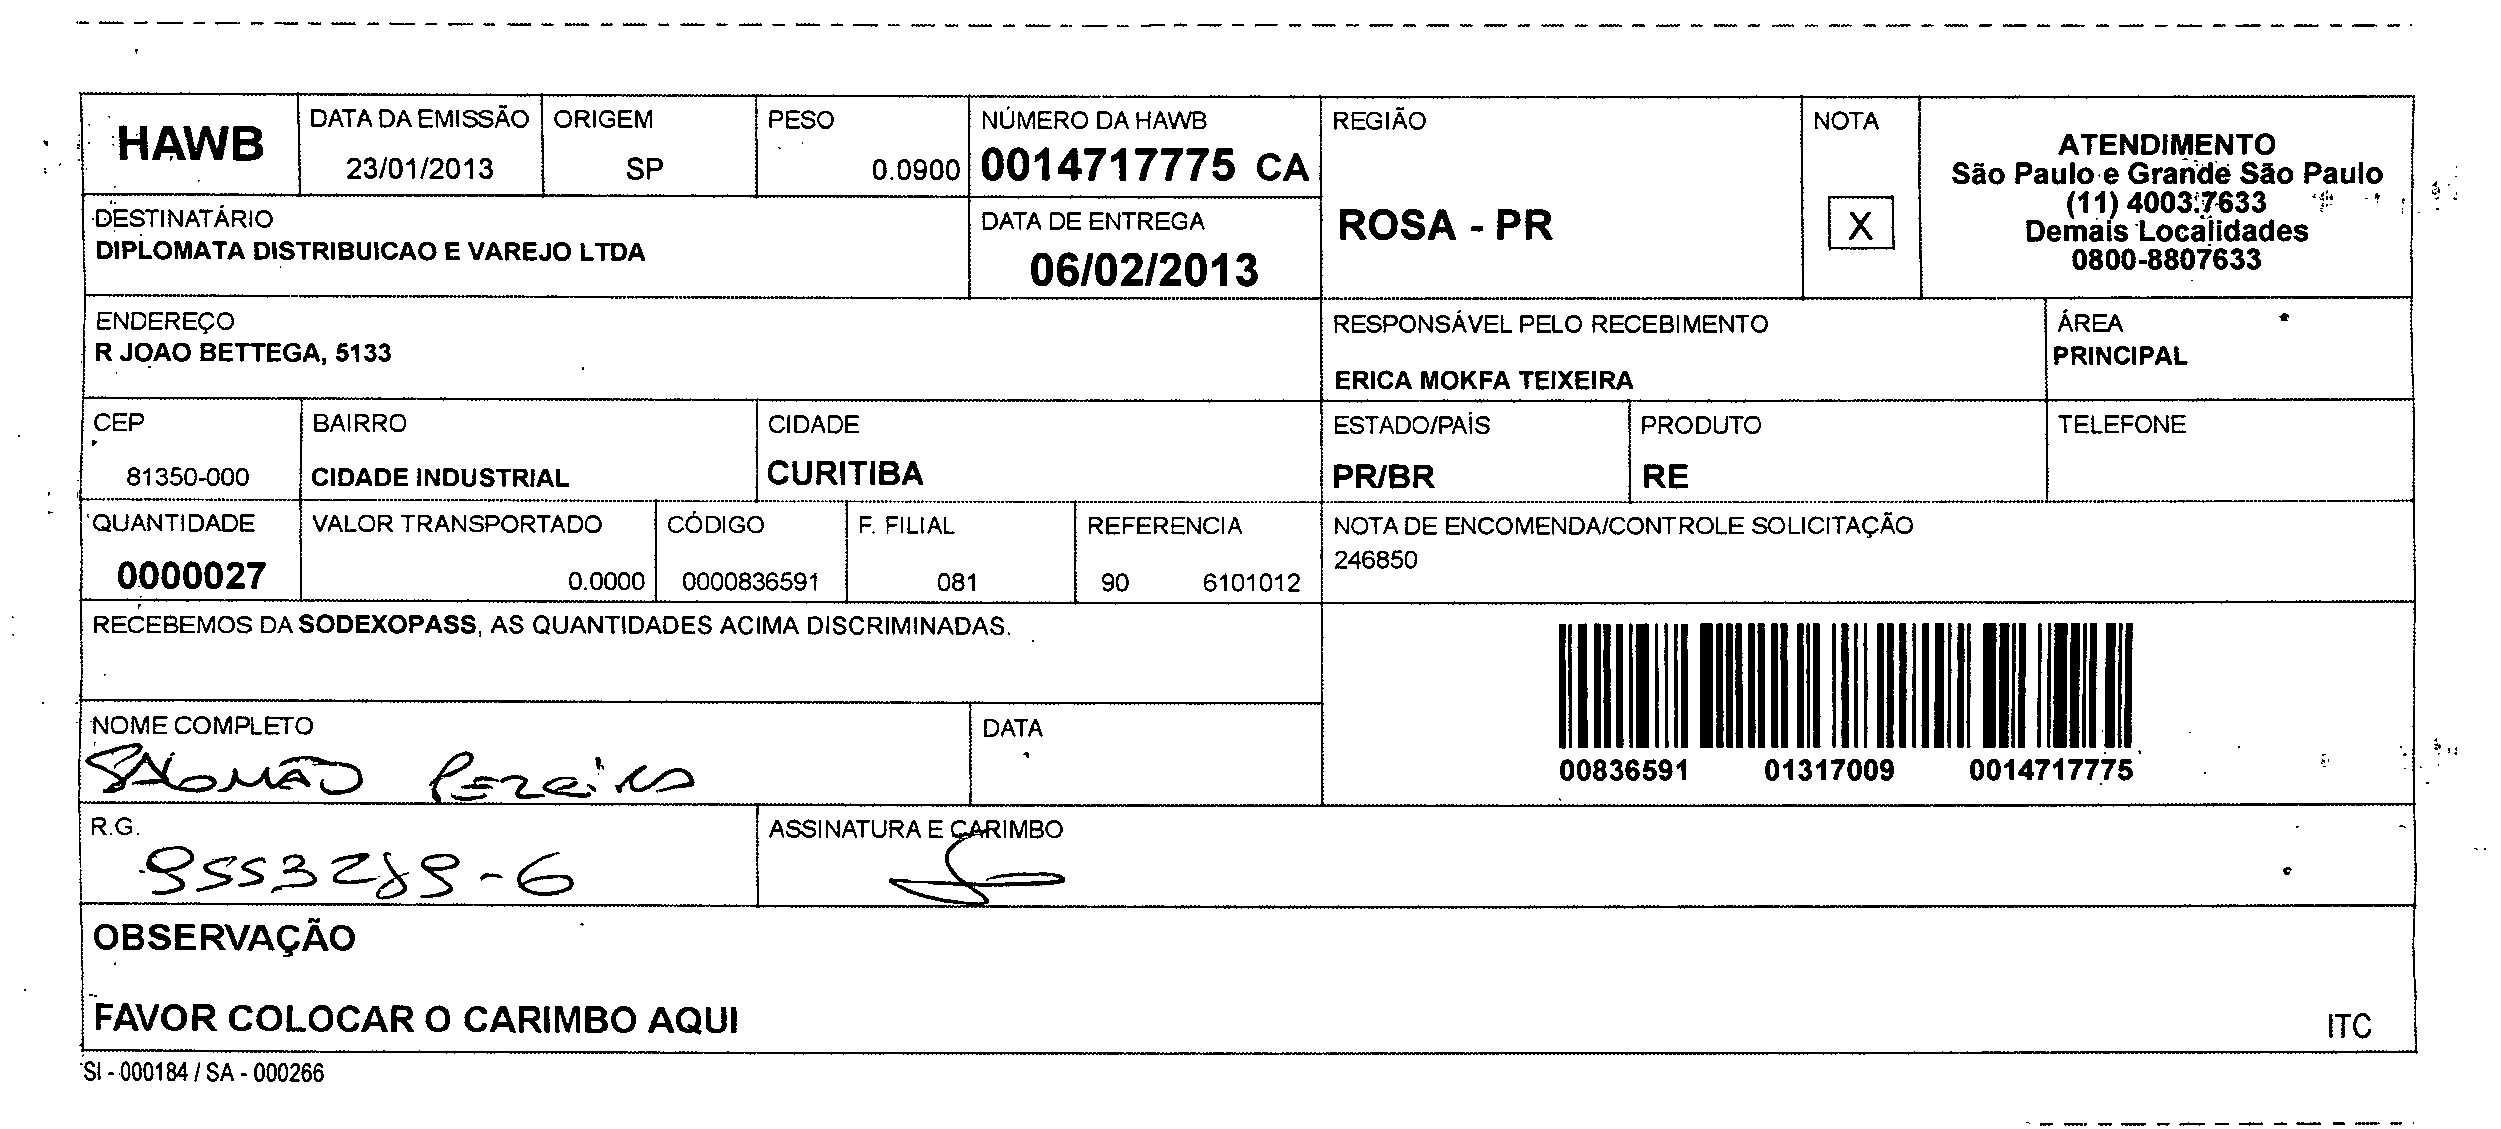 HAWB
DATA DA EMISSÃO
23/01/2013
ORIGEM
SP
PESO
0.0900
NÚMERO DA HAWB
0014717775 CA
REGIÃO
ROSA - PR
NOTA
X
ATENDIMENTO
São Paulo e Grande São Paulo
(11) 4003.7633
Demais Localidades
0800-8807633
DESTINATÁRIO
DIPLOMATA DISTRIBUICAO E VAREJO LTDA
DATA DE ENTREGA
06/02/2013
ENDEREÇO
R JOAO BETTEGA, 5133
RESPONSÁVEL PELO RECEBIMENTO
ERICA MOKFA TEIXEIRA
ÁREA
PRINCIPAL
CEP
81350-000
BAIRRO
CIDADE INDUSTRIAL
CIDADE
CURITIBA
ESTADO/PAÍS
PR/BR
PRODUTO
RE
TELEFONE
QUANTIDADE
0000027
VALOR TRANSPORTADO
0.0000
CÓDIGO
0000836591
F. FILIAL
081
REFERENCIA
90 6101012
NOTA DE ENCOMENDA/CONTROLE SOLICITAÇÃO
246850
RECEBEMOS DA SODEXOPASS, AS QUANTIDADES ACIMA DISCRIMINADAS.
00836591 01317009 0014717775
NOME COMPLETO
SALOMÃO Pereira
DATA
R.G.
9553289-6
ASSINATURA E CARIMBO
OBSERVAÇÃO
FAVOR COLOCAR O CARIMBO AQUI
ITC
SI - 000184 / SA - 000266